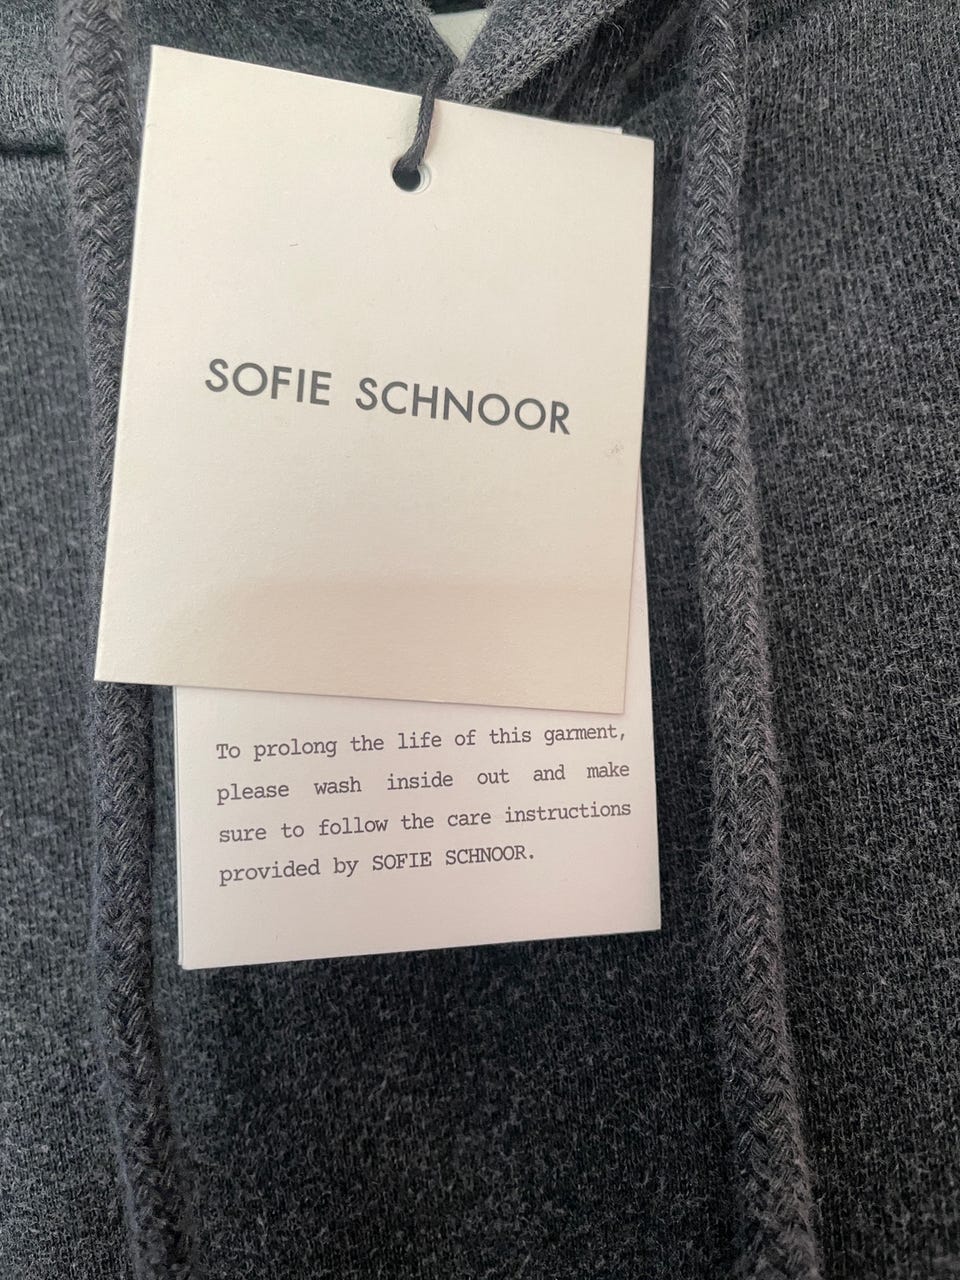 SOFIE SCHNOOR
To prolong the life of this garment,
please wash inside out and make
sure to follow the care instructions
provided by SOFIE SCHNOOR.